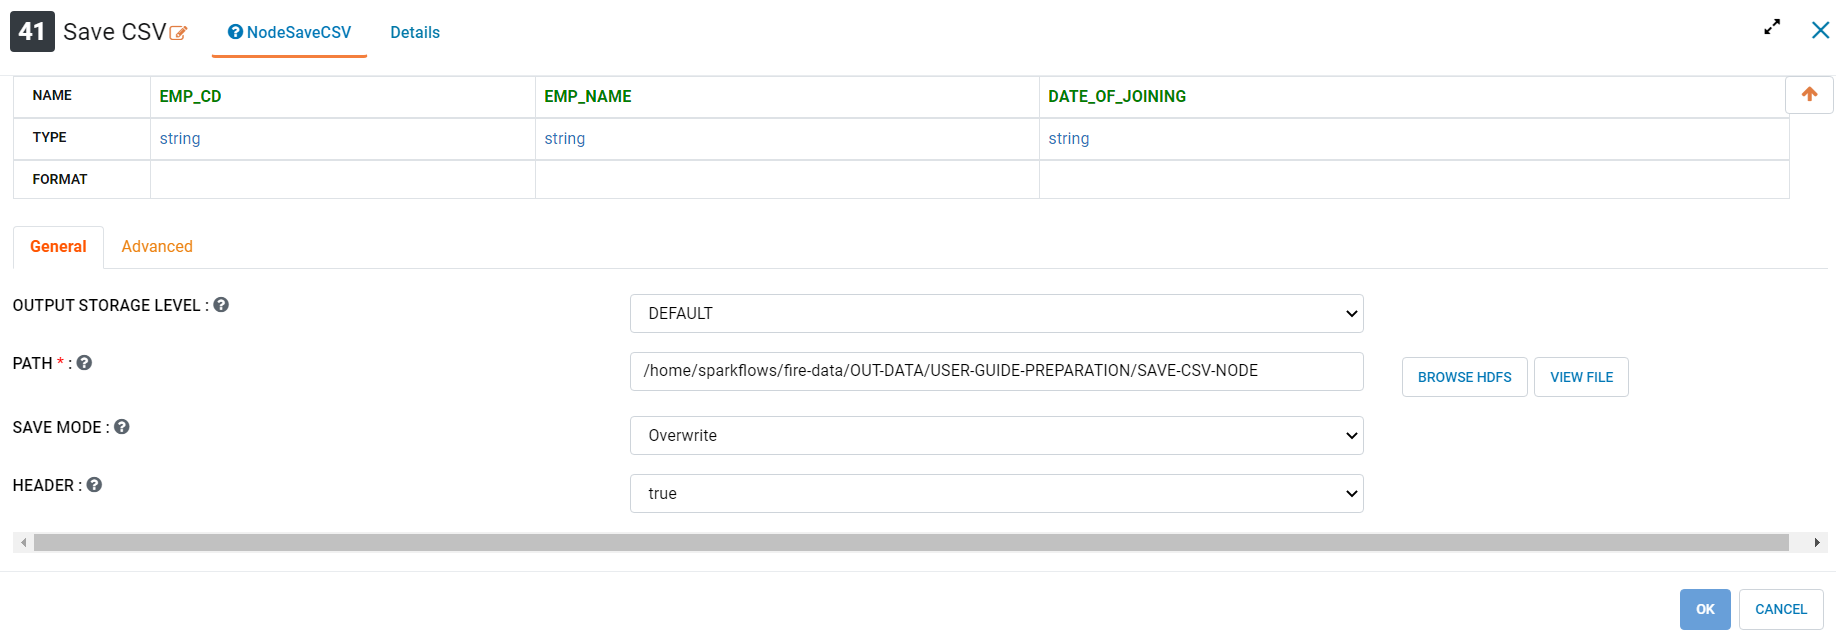 41 Save CSV NodeSaveCSV Details
NAME EMP_CD EMP_NAME DATE_OF_JOINING
TYPE string string string
FORMAT
General Advanced
OUTPUT STORAGE LEVEL : DEFAULT
PATH * : /home/sparkflows/fire-data/OUT-DATA/USER-GUIDE-PREPARATION/SAVE-CSV-NODE BROWSE HDFS VIEW FILE
SAVE MODE : Overwrite
HEADER : true
OK CANCEL